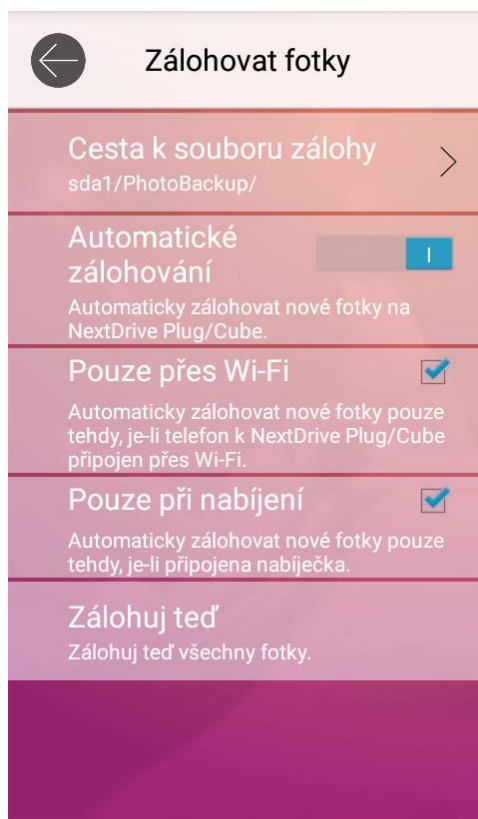 Zálohovat fotky
Cesta k souboru zálohy
sda1/PhotoBackup/
Automatické
zálohování
Automaticky zálohovat nové fotky na
NextDrive Plug/Cube.
Pouze přes Wi-Fi
Automaticky zálohovat nové fotky pouze
tehdy, je-li telefon k NextDrive Plug/Cube
připojen přes Wi-Fi.
Pouze při nabíjení
Automaticky zálohovat nové fotky pouze
tehdy, je-li připojena nabíječka.
Zálohuj teď
Zálohuj teď všechny fotky.